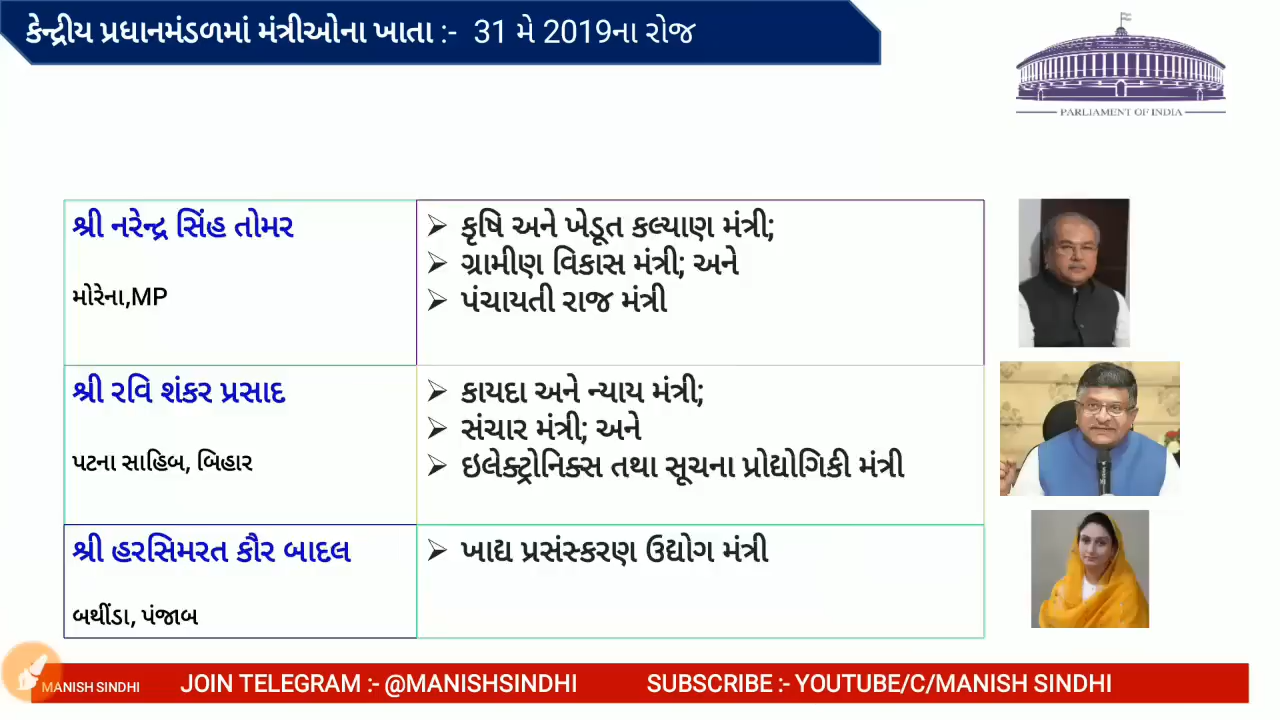 કેન્દ્રીય પ્રધાનમંડળમાં મંત્રીઓના ખાતા :- 31 મે 2019ના રોજ
PARLIAMENT OF INDIA
શ્રી નરેન્દ્ર સિંહ તોમર
મોરેના,MP
➢ કૃષિ અને ખેડૂત કલ્યાણ મંત્રી;
➢ ગ્રામીણ વિકાસ મંત્રી; અને
➢ પંચાયતી રાજ મંત્રી
શ્રી રવિ શંકર પ્રસાદ
પટના સાહિબ, બિહાર
➢ કાયદા અને ન્યાય મંત્રી;
➢ સંચાર મંત્રી; અને
➢ ઇલેક્ટ્રોનિક્સ તથા સૂચના પ્રોદ્યોગિકી મંત્રી
શ્રી હરસિમરત કૌર બાદલ
બથીંડા, પંજાબ
➢ ખાદ્ય પ્રસંસ્કરણ ઉદ્યોગ મંત્રી
MANISH SINDHI
JOIN TELEGRAM :- @MANISHSINDHI
SUBSCRIBE :- YOUTUBE/C/MANISH SINDHI